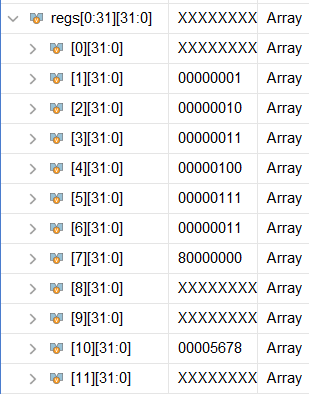 regs[0:31][31:0] XXXXXXXX Array
[0][31:0] XXXXXXXX Array
[1][31:0] 00000001 Array
[2][31:0] 00000010 Array
[3][31:0] 00000011 Array
[4][31:0] 00000100 Array
[5][31:0] 00000111 Array
[6][31:0] 00000011 Array
[7][31:0] 80000000 Array
[8][31:0] XXXXXXXX Array
[9][31:0] XXXXXXXX Array
[10][31:0] 00005678 Array
[11][31:0] XXXXXXXX Array